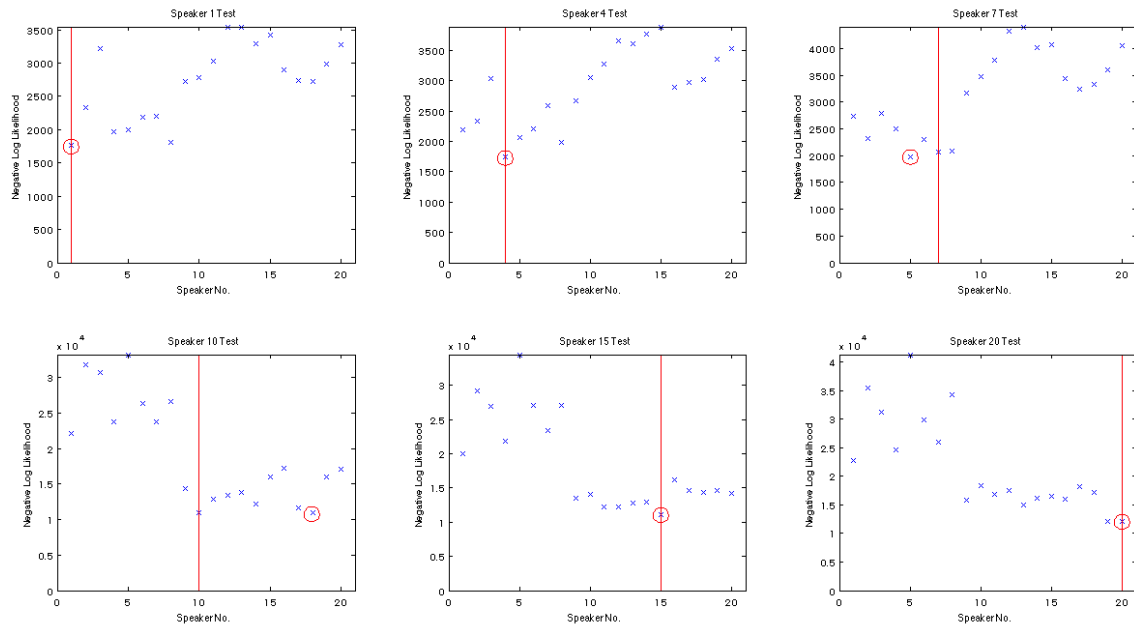 Speaker 1 Test
Negative Log Likelihood
3500
3000
2500
2000
1500
1000
500
0
0 5 10 15 20
Speaker No.
Speaker 4 Test
Negative Log Likelihood
3500
3000
2500
2000
1500
1000
500
0
0 5 10 15 20
Speaker No.
Speaker 7 Test
Negative Log Likelihood
4000
3500
3000
2500
2000
1500
1000
500
0
0 5 10 15 20
Speaker No.
Speaker 10 Test
x 10 4
Negative Log Likelihood
3
2.5
2
1.5
1
0.5
0
0 5 10 15 20
Speaker No.
Speaker 15 Test
x 10 4
Negative Log Likelihood
3
2.5
2
1.5
1
0.5
0
0 5 10 15 20
Speaker No.
Speaker 20 Test
x 10 4
Negative Log Likelihood
4
3.5
3
2.5
2
1.5
1
0.5
0
0 5 10 15 20
Speaker No.